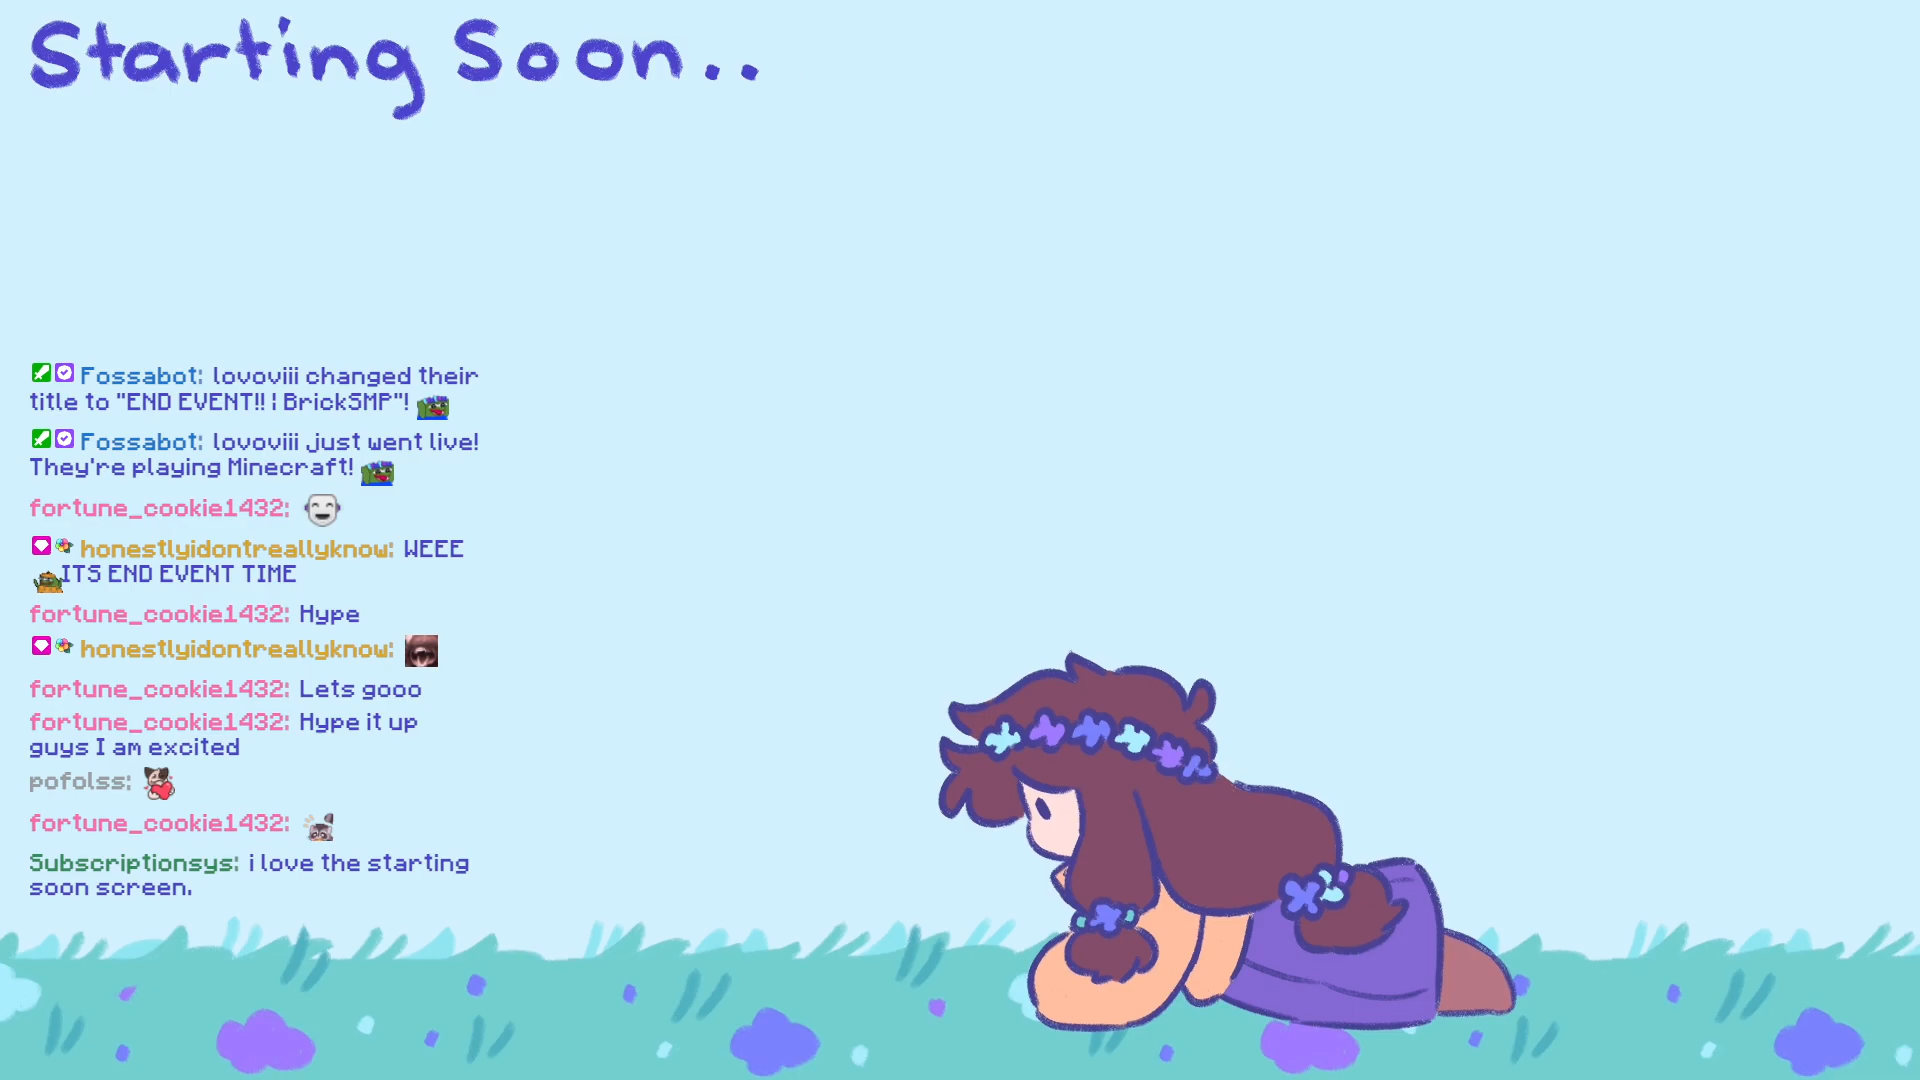 Starting Soon..
Fossabot: lovoviii changed their
title to "END EVENT!! | BrickSMP"!
Fossabot: lovoviii just went live!
They're playing Minecraft!
fortune_cookie1432:
honestlyidontreallyknow: WEEE
ITS END EVENT TIME
fortune_cookie1432: Hype
honestlyidontreallyknow:
fortune_cookie1432: Lets gooo
fortune_cookie1432: Hype it up
guys I am excited
pofolss:
fortune_cookie1432:
Subscriptionsys: i love the starting
soon screen.